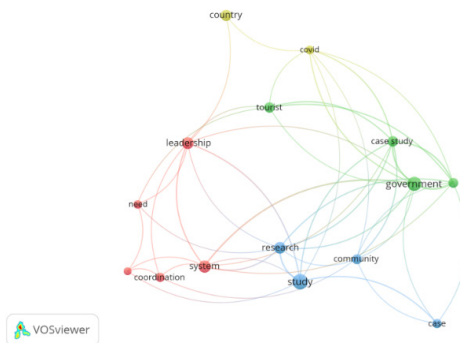 country
covid
tourist
leadership
case study
government
need
research
community
system
coordination
study
case
VOSviewer